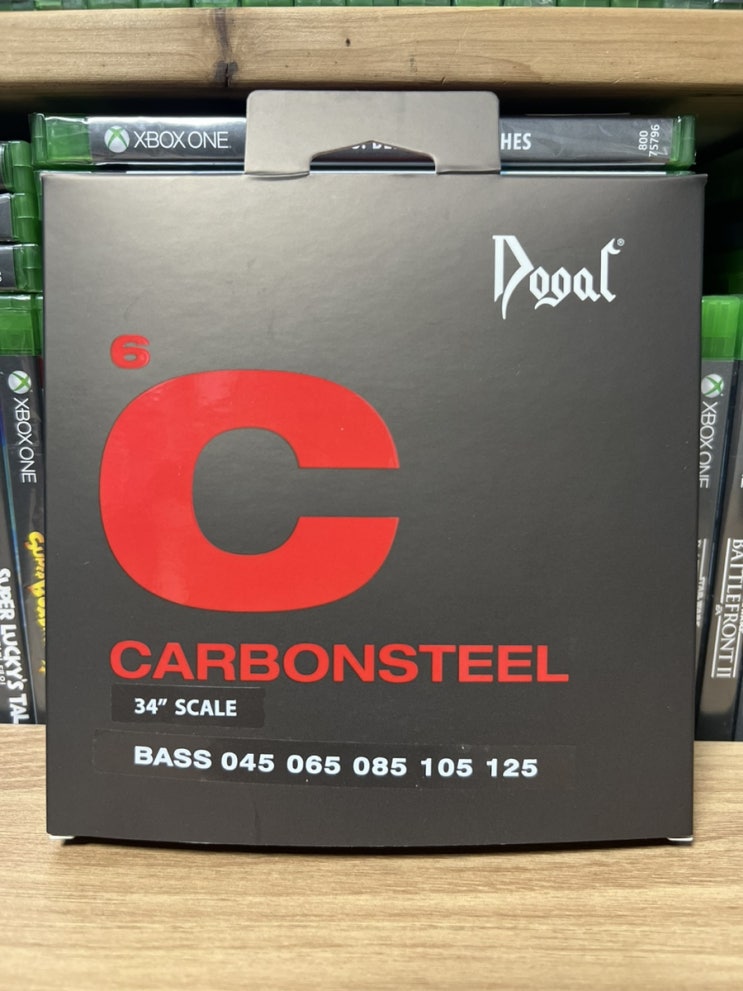 XBOX ONE
HES
800
75796
Dogal®
6
C
CARBONSTEEL
34" SCALE
BASS 045 065 085 105 125
XBOX ONE
SUPER LUCKY'S TAL
XBOX ONE
BATTLEFRONT II